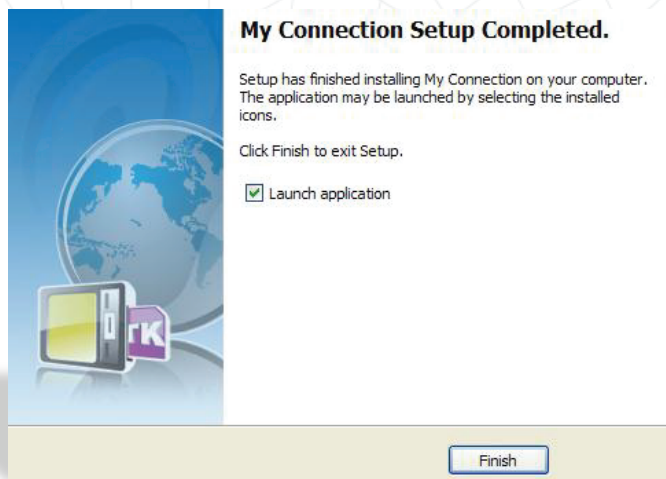 My Connection Setup Completed.
Setup has finished installing My Connection on your computer.
The application may be launched by selecting the installed
icons.
Click Finish to exit Setup.
Launch application
TK
Finish